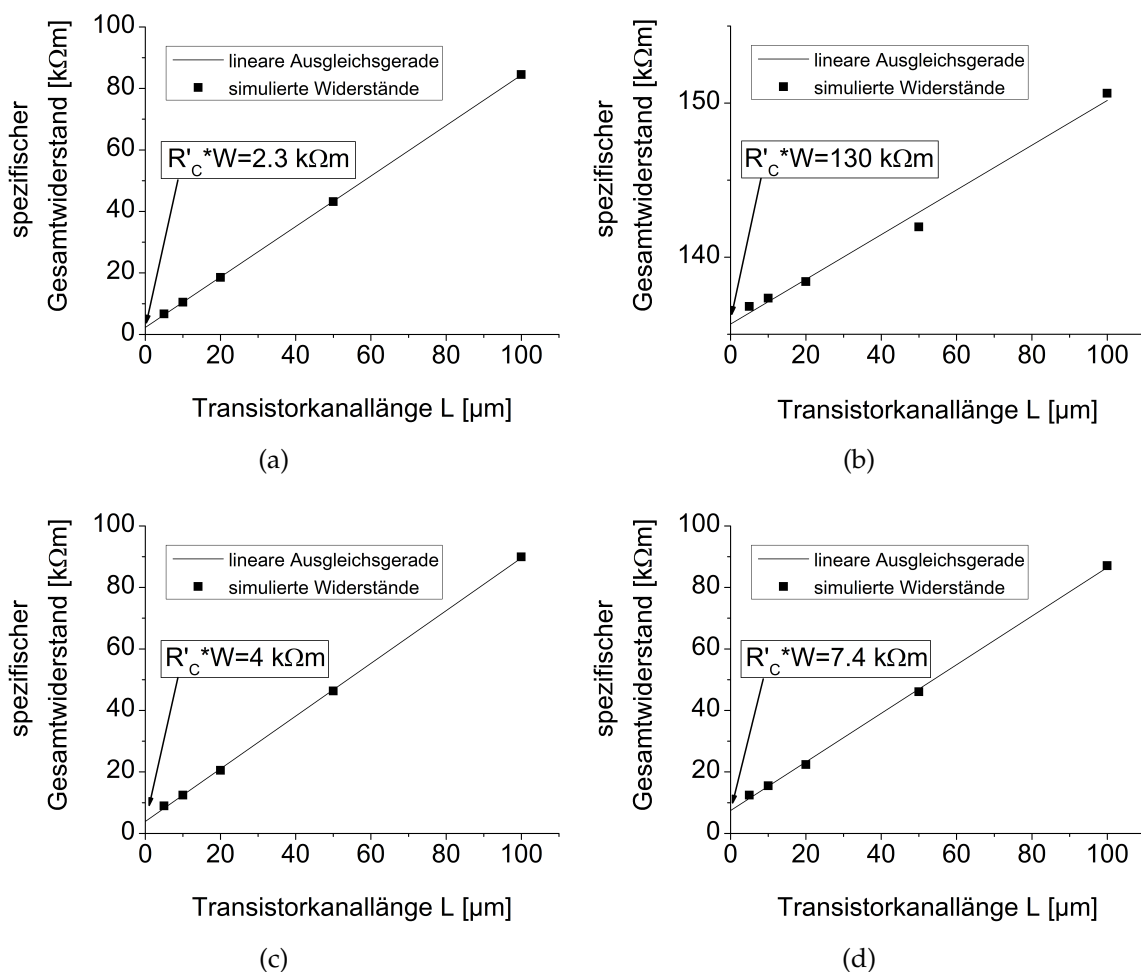 spezifischer
Gesamtwiderstand [kΩm]
100
80
60
40
20
0
lineare Ausgleichsgerade
simulierte Widerstände
R'C*W=2.3 kΩm
0 20 40 60 80 100
Transistorkanallänge L [µm]
(a)
spezifischer
Gesamtwiderstand [kΩm]
150
140
lineare Ausgleichsgerade
simulierte Widerstände
R'C*W=130 kΩm
0 20 40 60 80 100
Transistorkanallänge L [µm]
(b)
spezifischer
Gesamtwiderstand [kΩm]
100
80
60
40
20
0
lineare Ausgleichsgerade
simulierte Widerstände
R'C*W=4 kΩm
0 20 40 60 80 100
Transistorkanallänge L [µm]
(c)
spezifischer
Gesamtwiderstand [kΩm]
100
80
60
40
20
0
lineare Ausgleichsgerade
simulierte Widerstände
R'C*W=7.4 kΩm
0 20 40 60 80 100
Transistorkanallänge L [µm]
(d)